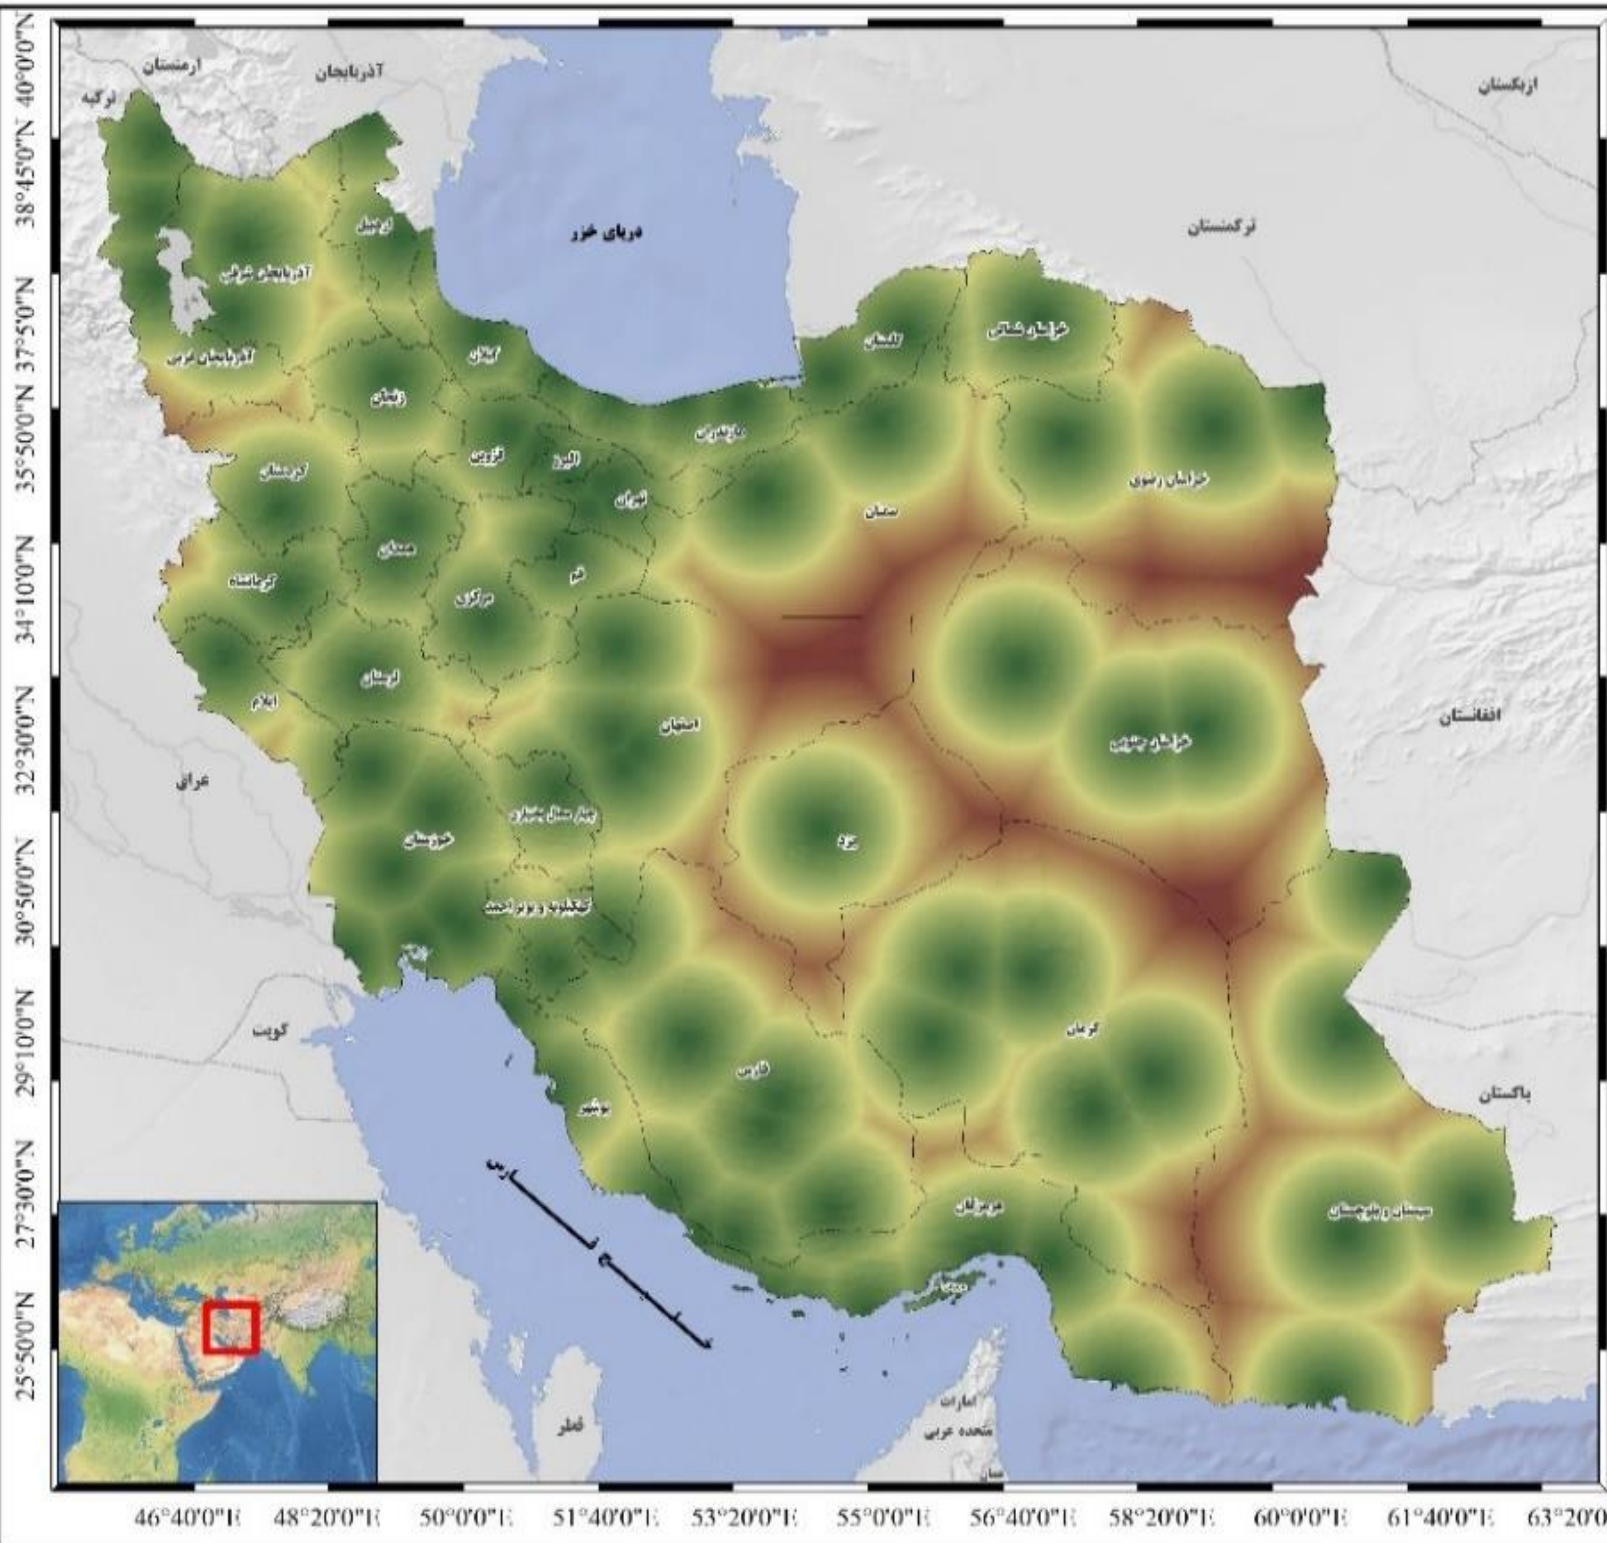 ارمنستان
آذربایجان
ترکیه
ازبکستان
دریای خزر
ترکمنستان
اردبیل
آذربایجان شرقی
آذربایجان غربی
گیلان
گلستان
خراسان شمالی
زنجان
مازندران
کردستان
قزوین
البرز
تهران
سمنان
خراسان رضوی
همدان
کرمانشاه
قم
مرکزی
لرستان
ایلام
اصفهان
خراسان جنوبی
افغانستان
عراق
چهار محال بختیاری
خوزستان
یزد
کهگیلویه و بویر احمد
کویت
کرمان
فارس
بوشهر
پاکستان
خلیج فارس
هرمزگان
سیستان و بلوچستان
قطر
امارات
متحده عربی
عمان
40°0'0"N
38°45'0"N
37°5'0"N
35°50'0"N
34°10'0"N
32°30'0"N
30°50'0"N
29°10'0"N
27°30'0"N
25°50'0"N
46°40'0"E 48°20'0"E 50°0'0"E 51°40'0"E 53°20'0"E 55°0'0"E 56°40'0"E 58°20'0"E 60°0'0"E 61°40'0"E 63°20'0